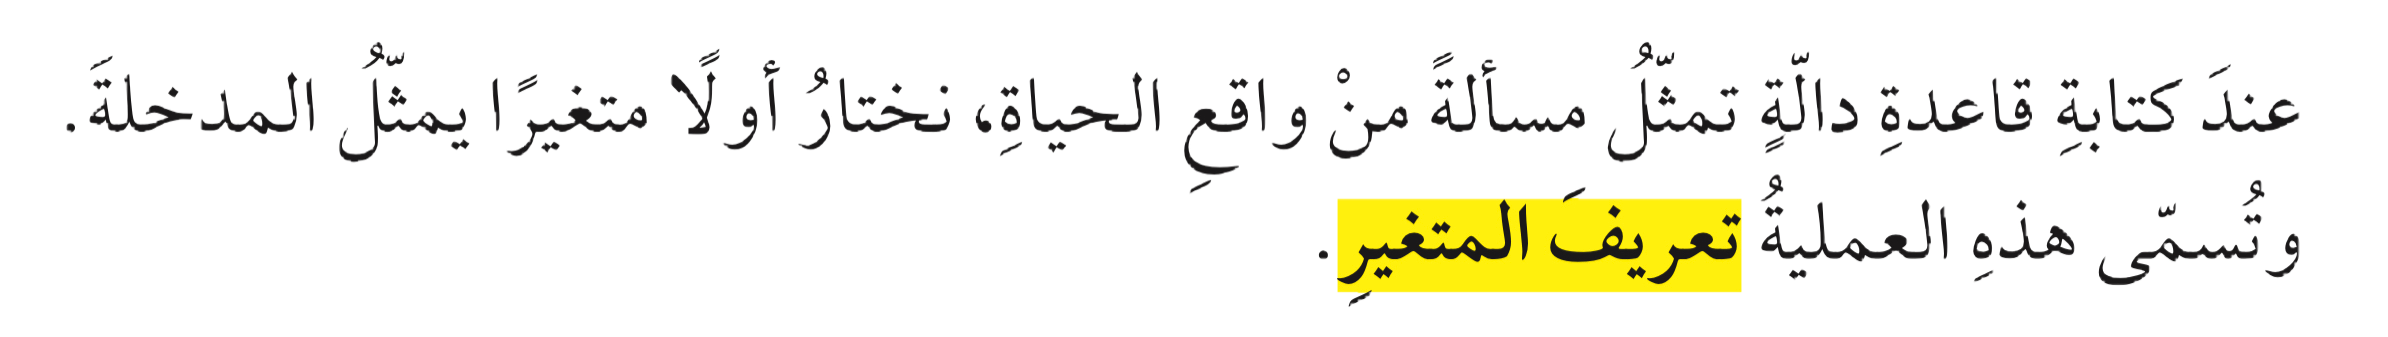 عندَ كتابةِ قاعدةِ دالّةٍ تمثّلُ مسألةً منْ واقعِ الحياةِ، نختارُ أولًا متغيرًا يمثّلُ المدخلةَ.
وتُسمّى هذهِ العمليةُ تعريفَ المتغيرِ.